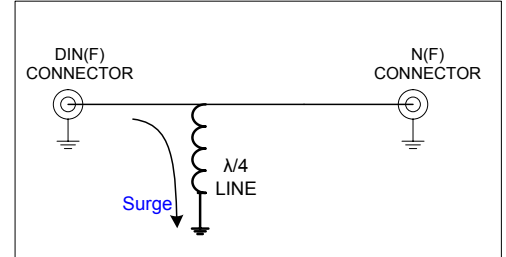 DIN(F)
CONNECTOR
N(F)
CONNECTOR
λ/4
LINE
Surge